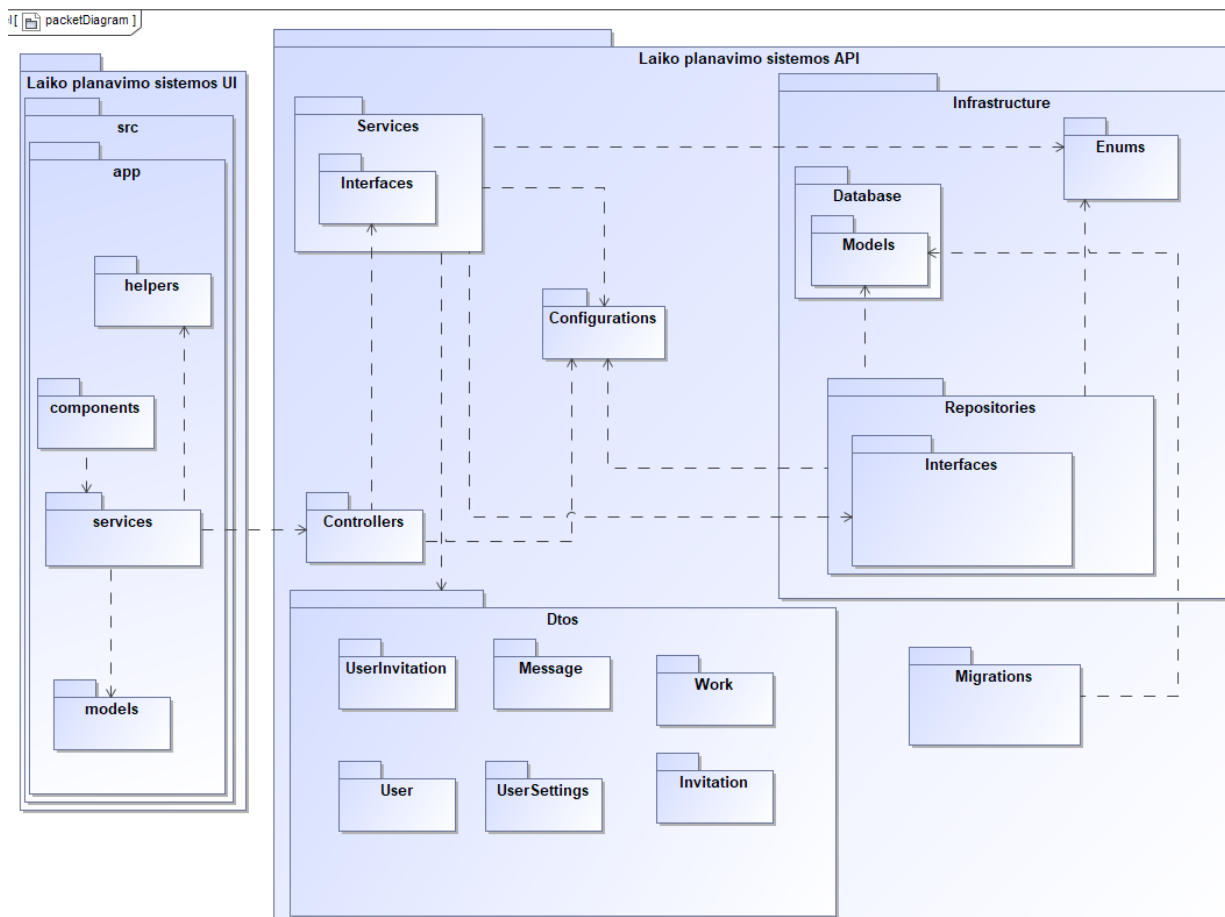 [ packetDiagram ]
Laiko planavimo sistemos UI
src
app
helpers
components
services
models
Laiko planavimo sistemos API
Services
Interfaces
Configurations
Controllers
Infrastructure
Enums
Database
Models
Repositories
Interfaces
Dtos
UserInvitation
Message
Work
User
UserSettings
Invitation
Migrations